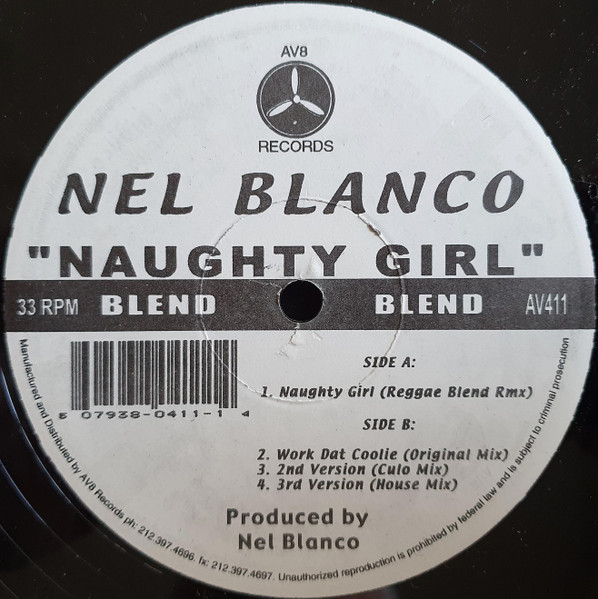 AV8
RECORDS
NEL BLANCO
"NAUGHTY GIRL"
33 RPM BLEND BLEND AV411
SIDE A:
1. Naughty Girl (Reggae Blend Rmx)
SIDE B:
2. Work Dat Coolie (Original Mix)
3. 2nd Version (Culo Mix)
4. 3rd Version (House Mix)
6 07938-0411-1 4
Produced by
Nel Blanco
Manufactured and Distributed by AV8 Records ph: 212.397.4696. fx: 212.397.4697. Unauthorized reproduction is prohibited by federal law and is subject to criminal prosecution